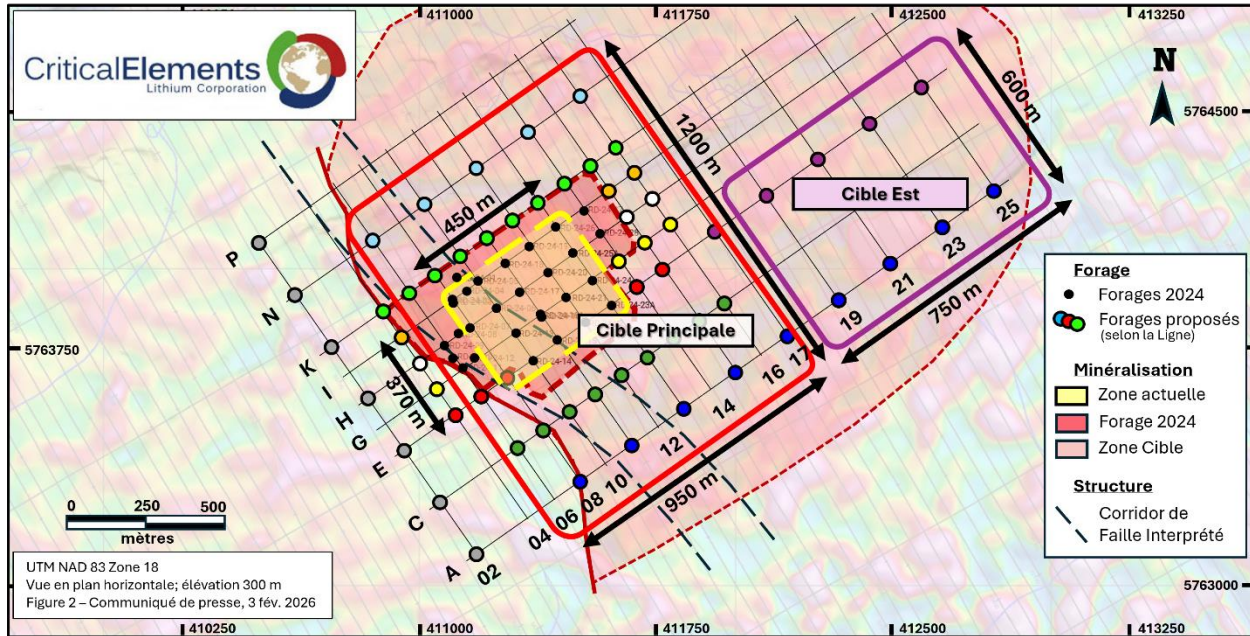 410250
411000
411750
412500
413250
CriticalElements
Lithium Corporation
N
5764500
5763750
5763000
600 m
1200 m
450 m
370 m
950 m
750 m
Cible Est
Cible Principale
P
N
K
I
H
G
E
C
A
02
04
06
08
10
12
14
16
17
19
21
23
25
Forage
Forages 2024
Forages proposés
(selon la Ligne)
Minéralisation
Zone actuelle
Forage 2024
Zone Cible
Structure
Corridor de
Faille Interprété
0 250 500
mètres
UTM NAD 83 Zone 18
Vue en plan horizontale; élévation 300 m
Figure 2 – Communiqué de presse, 3 fév. 2026